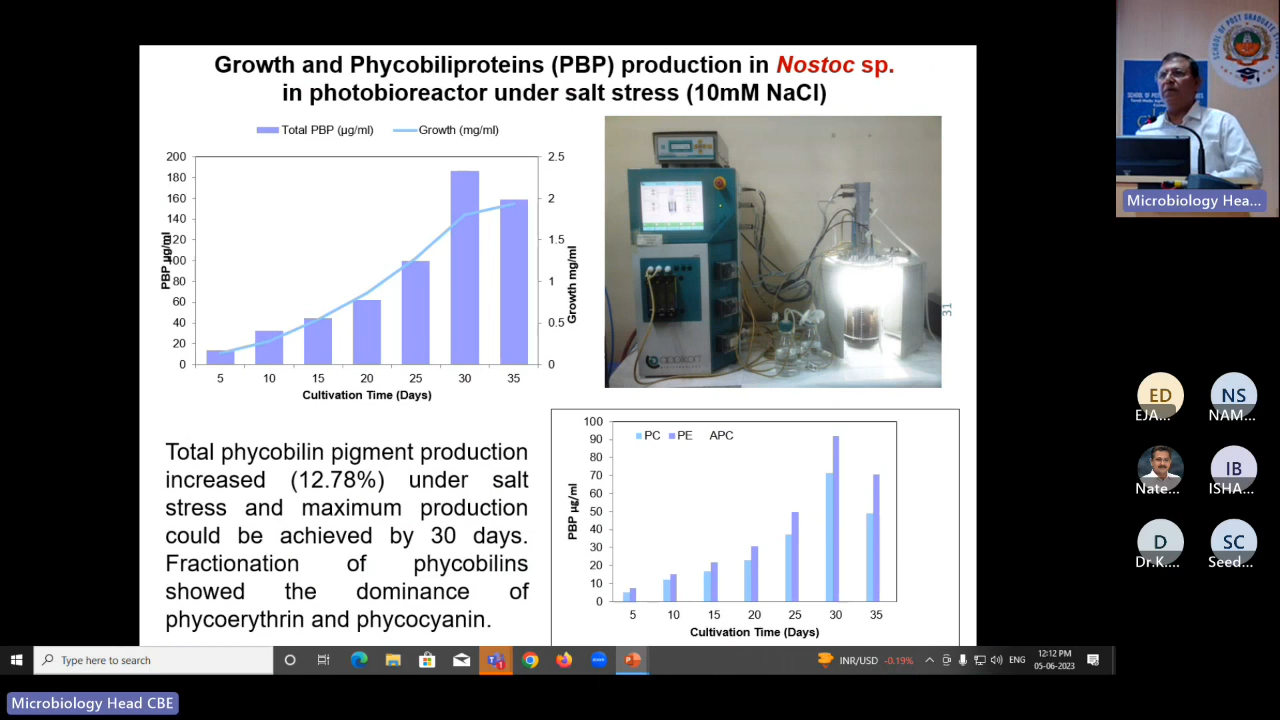 Growth and Phycobiliproteins (PBP) production in Nostoc sp.
in photobioreactor under salt stress (10mM NaCl)
Total PBP (µg/ml) Growth (mg/ml)
200
180
160
140
120
100
80
60
40
20
0
PBP µg/ml
2.5
2
1.5
1
0.5
0
Growth mg/ml
5 10 15 20 25 30 35
Cultivation Time (Days)
31
Total phycobilin pigment production
increased (12.78%) under salt
stress and maximum production
could be achieved by 30 days.
Fractionation of phycobilins
showed the dominance of
phycoerythrin and phycocyanin.
PC PE APC
100
90
80
70
60
50
40
30
20
10
0
PBP µg/ml
5 10 15 20 25 30 35
Cultivation Time (Days)
Microbiology Hea...
ED
EJA...
NS
NAM...
Nate...
IB
ISHA...
D
Dr.K....
SC
Seed...
Type here to search
INR/USD -0.19%
ENG
12:12 PM
05-06-2023
Microbiology Head CBE